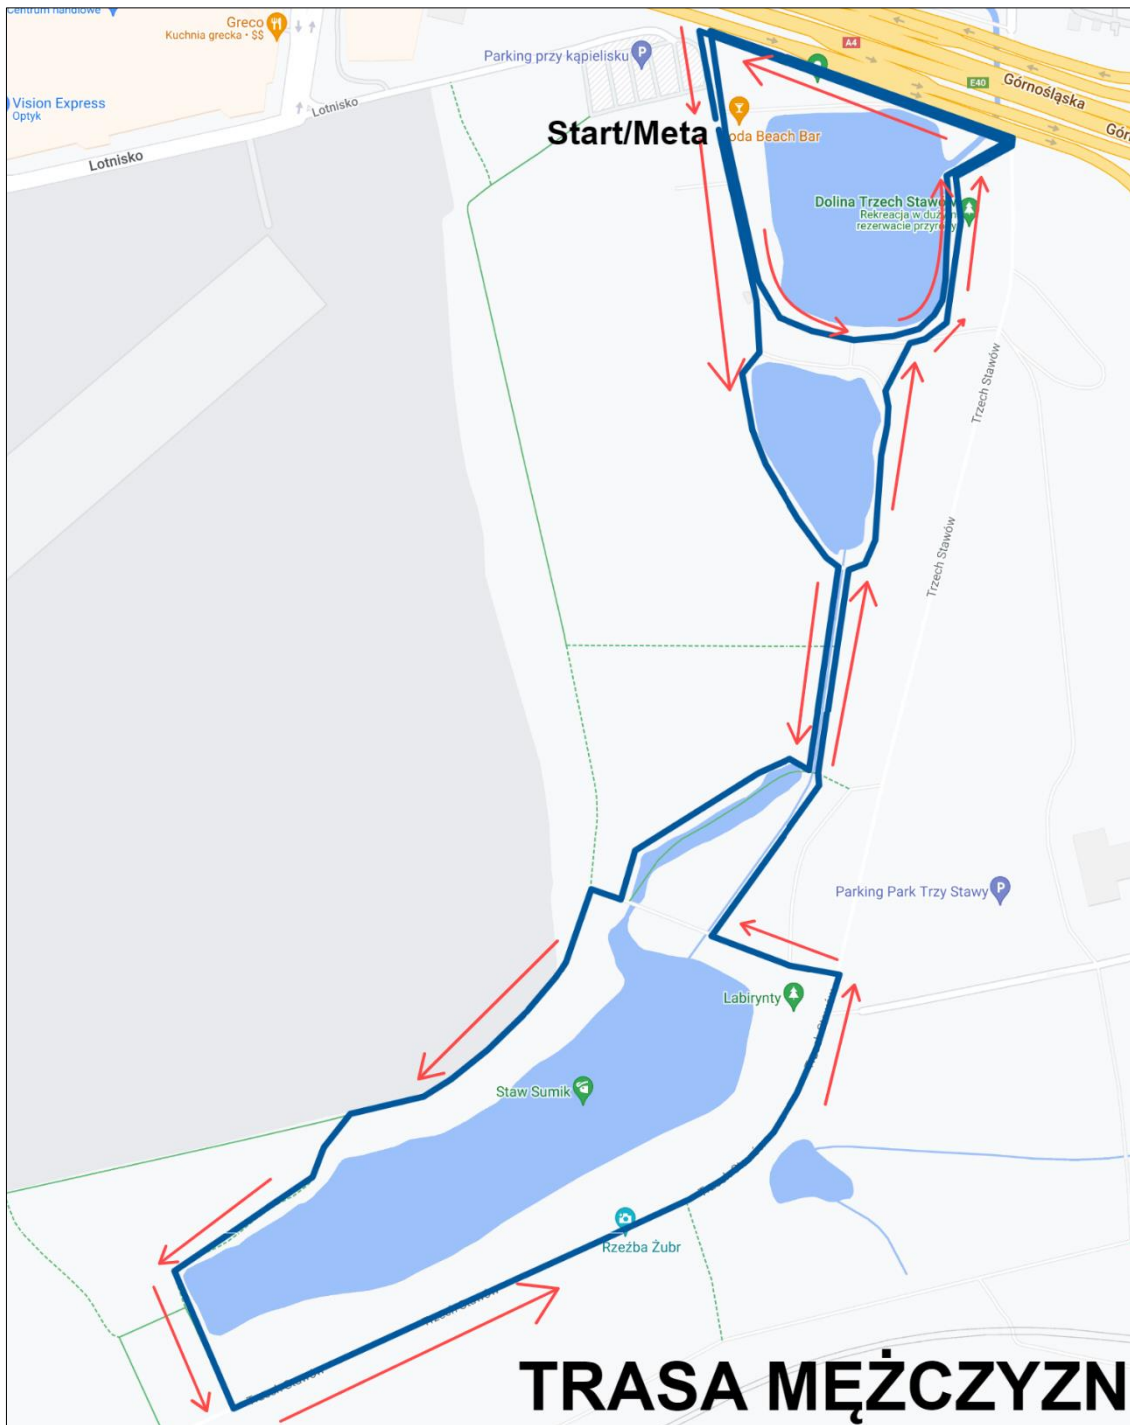 Centrum handlowe
Greco
Kuchnia grecka • $$
Vision Express
Optyk
Lotnisko
Lotnisko
Parking przy kąpielisku
P
A4
E40
Górnośląska
Start/Meta
Beach Bar
Dolina Trzech Stawów
Rekreacja w dużym
rezerwacie przyrody
Trzech Stawów
Trzech Stawów
Parking Park Trzy Stawy
P
Labirynty
Staw Sumik
Rzeźba Żubr
TRASA MĘŻCZYZN